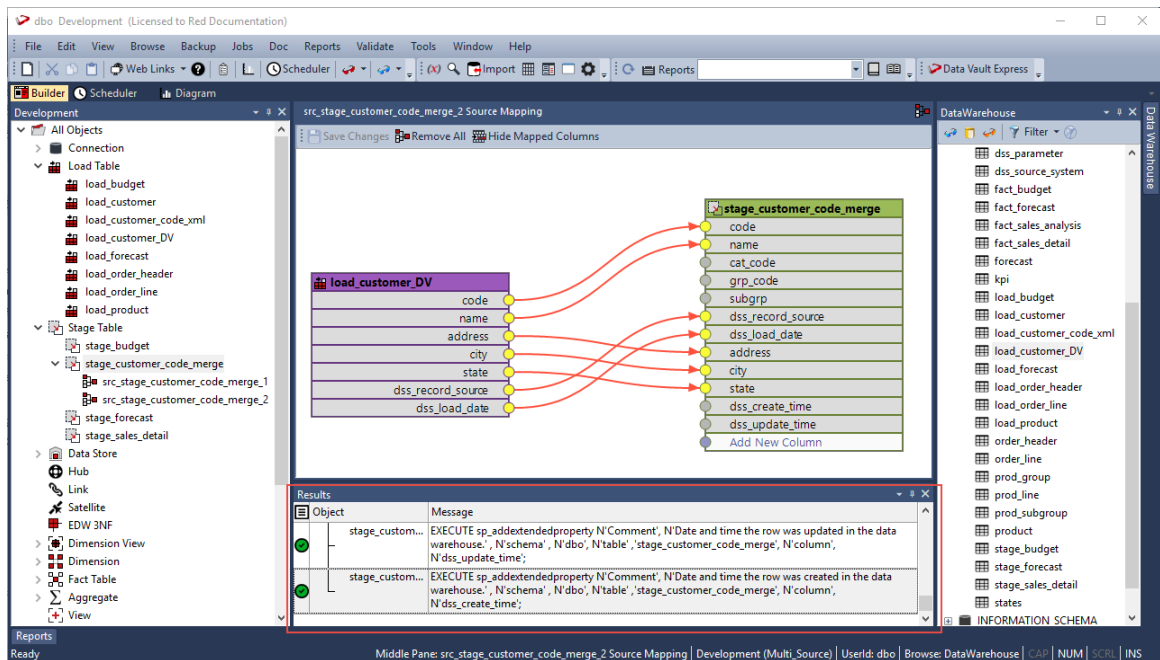 dbo Development (Licensed to Red Documentation)
File Edit View Browse Backup Jobs Doc Reports Validate Tools Window Help
Web Links Scheduler (x) Import Reports Data Vault Express
Builder Scheduler Diagram
Development
All Objects
Connection
Load Table
load_budget
load_customer
load_customer_code_xml
load_customer_DV
load_forecast
load_order_header
load_order_line
load_product
Stage Table
stage_budget
stage_customer_code_merge
src_stage_customer_code_merge_1
src_stage_customer_code_merge_2
stage_forecast
stage_sales_detail
Data Store
Hub
Link
Satellite
EDW 3NF
Dimension View
Dimension
Fact Table
Aggregate
View
src_stage_customer_code_merge_2 Source Mapping
Save Changes Remove All Hide Mapped Columns
load_customer_DV
code
name
address
city
state
dss_record_source
dss_load_date
stage_customer_code_merge
code
name
cat_code
grp_code
subgrp
dss_record_source
dss_load_date
address
city
state
dss_create_time
dss_update_time
Add New Column
Results
Object Message
stage_custom... EXECUTE sp_addextendedproperty N'Comment', N'Date and time the row was updated in the data
warehouse.' , N'schema' , N'dbo', N'table' ,'stage_customer_code_merge', N'column',
N'dss_update_time';
stage_custom... EXECUTE sp_addextendedproperty N'Comment', N'Date and time the row was created in the data
warehouse.' , N'schema' , N'dbo', N'table' ,'stage_customer_code_merge', N'column',
N'dss_create_time';
DataWarehouse
Filter
dss_parameter
dss_source_system
fact_budget
fact_forecast
fact_sales_analysis
fact_sales_detail
forecast
kpi
load_budget
load_customer
load_customer_code_xml
load_customer_DV
load_forecast
load_order_header
load_order_line
load_product
order_header
order_line
prod_group
prod_line
prod_subgroup
product
stage_budget
stage_forecast
stage_sales_detail
states
INFORMATION SCHEMA
Data Warehouse
Reports
Ready Middle Pane: src_stage_customer_code_merge_2 Source Mapping Development (Multi_Source) UserId: dbo Browse: DataWarehouse CAP NUM SCRL INS